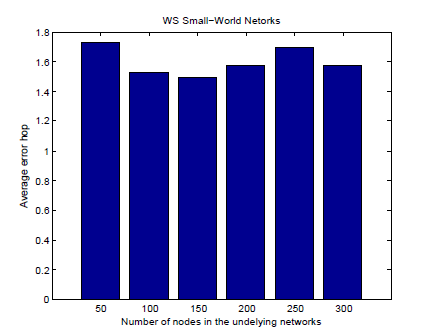 WS Small−World Netorks
1.8
1.6
1.4
1.2
1
0.8
0.6
0.4
0.2
0
Average error hop
50 100 150 200 250 300
Number of nodes in the undelying networks